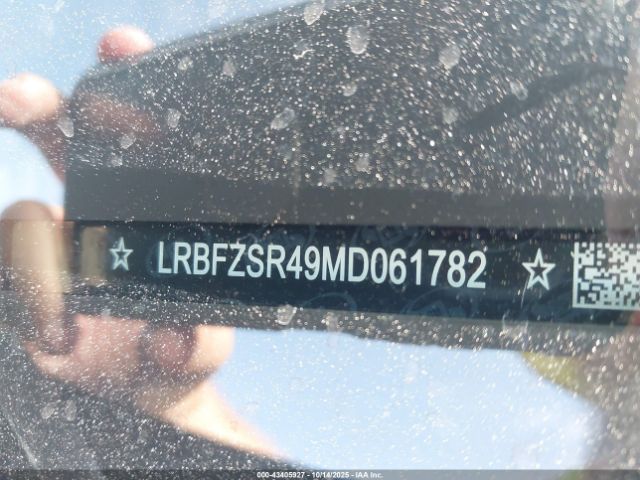 ☆ LRBFZSR49MD061782 ☆
000-43405927 - 10/14/2025 - IAA Inc.